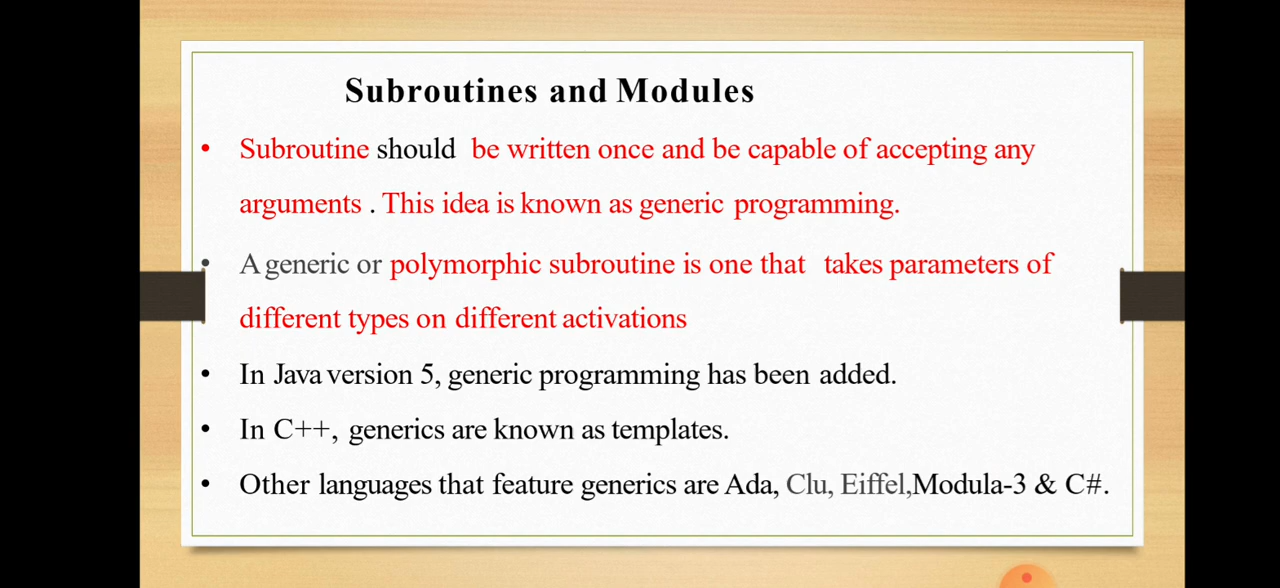 Subroutines and Modules
• Subroutine should be written once and be capable of accepting any
arguments . This idea is known as generic programming.
• A generic or polymorphic subroutine is one that takes parameters of
different types on different activations
• In Java version 5, generic programming has been added.
• In C++, generics are known as templates.
• Other languages that feature generics are Ada, Clu, Eiffel,Modula-3 & C#.